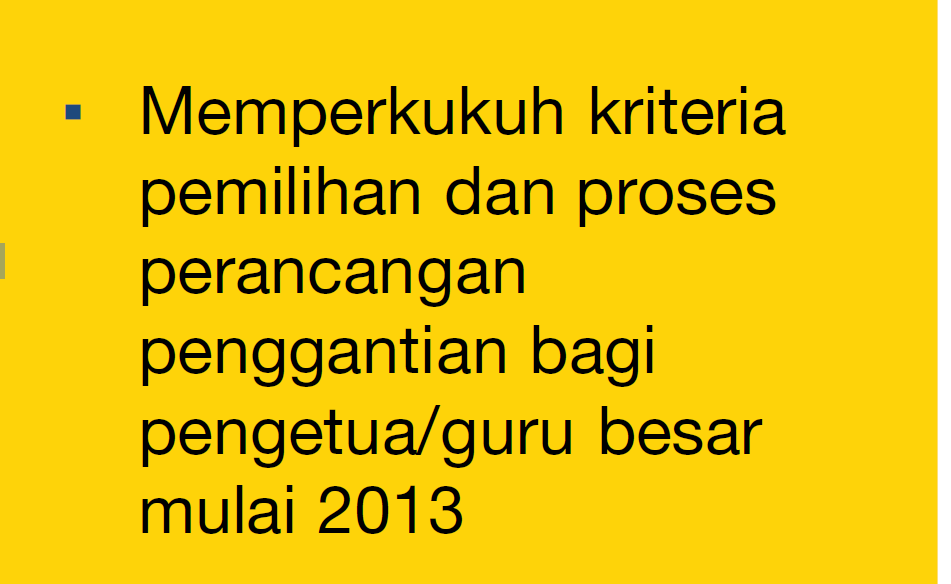 ▪ Memperkukuh kriteria
pemilihan dan proses
perancangan
penggantian bagi
pengetua/guru besar
mulai 2013